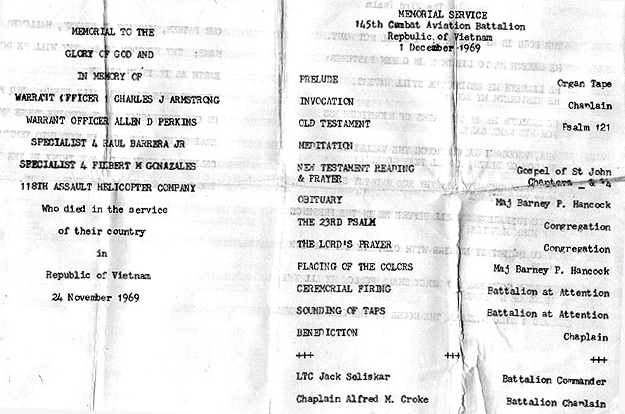 MEMORIAL TO THE
GLORY OF GOD AND
IN MEMORY OF
WARRANT OFFICER 1 CHARLES J ARMSTRONG
WARRANT OFFICER ALLEN D PERKINS
SPECIALIST 4 RAUL BARRERA JR
SPECIALIST 4 FILBERT M GONAZALES
118TH ASSAULT HELICOPTER COMPANY
Who died in the service
of their country
in
Republic of Vietnam
24 November 1969
MEMORIAL SERVICE
145th Combat Aviation Battalion
Republic of Vietnam
1 December 1969
PRELUDE Organ Tape
INVOCATION Chaplain
OLD TESTAMENT Psalm 121
MEDITATION
NEW TESTAMENT READING Gospel of St John
& PRAYER Chapters & 14
OBITUARY Maj Barney P. Hancock
THE 23RD PSALM Congregation
THE LORD'S PRAYER Congregation
PLACING OF THE COLORS Maj Barney P. Hancock
CEREMORIAL FIRING Battalion at Attention
SOUNDING OF TAPS Battalion at Attention
BENEDICTION Chaplain
+++ +++ +++
LTC Jack Seliskar Battalion Commander
Chaplain Alfred M. Croke Battalion Chaplain